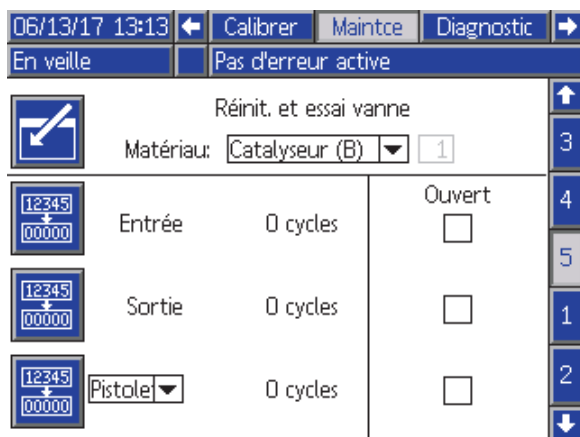 06/13/17 13:13 Calibrer Maintce Diagnostic
En veille Pas d'erreur active
Réinit. et essai vanne
Matériau: Catalyseur (B) 1
3
Ouvert
4
12345
00000
Entrée 0 cycles
5
12345
00000
Sortie 0 cycles
1
12345
00000
Pistolet 0 cycles
2